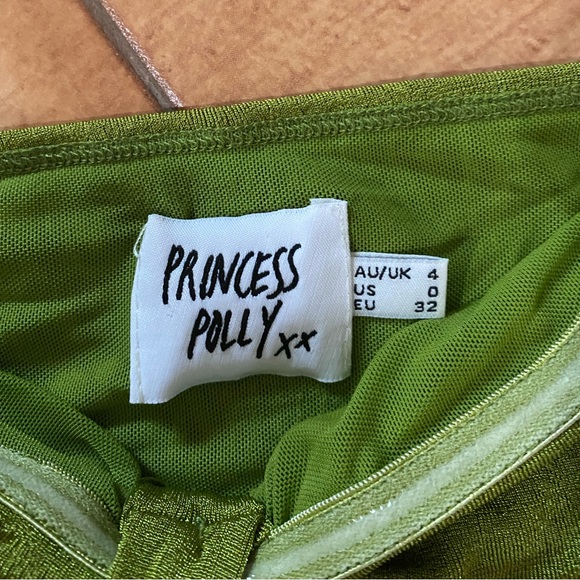 PRINCESS
POLLY xx
AU/UK 4
US 0
EU 32